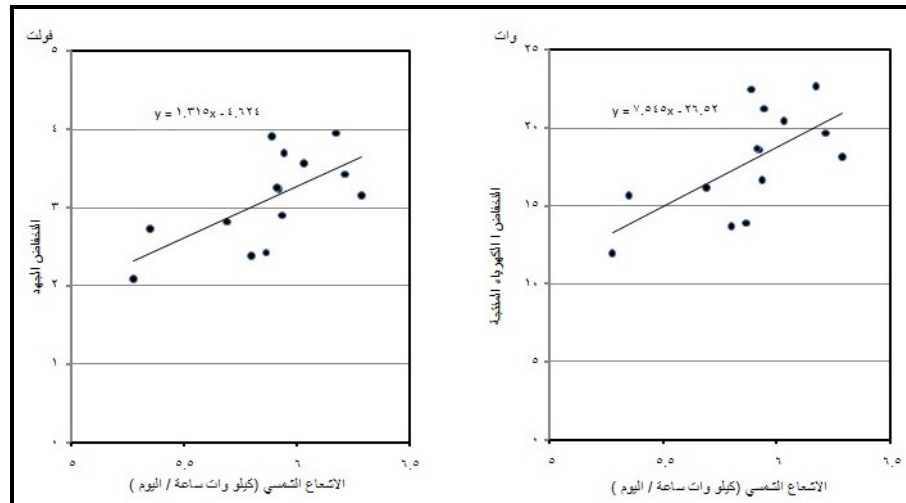 فولت
٥
٤
٣
٢
١
٠
y = ١.٣١٥x - ٤.٦٢٤
انخفاض الجهد
٥
٥.٥
٦
٦.٥
الاشعاع الشمسي (كيلو وات ساعة / اليوم )
وات
٢٥
٢٠
١٥
١٠
٥
٠
y = ٧.٥٤٥x - ٢٦.٥٢
انخفاض ا الكهرباء المنتجة
٥
٥.٥
٦
٦.٥
الاشعاع الشمسي (كيلو وات ساعة / اليوم )